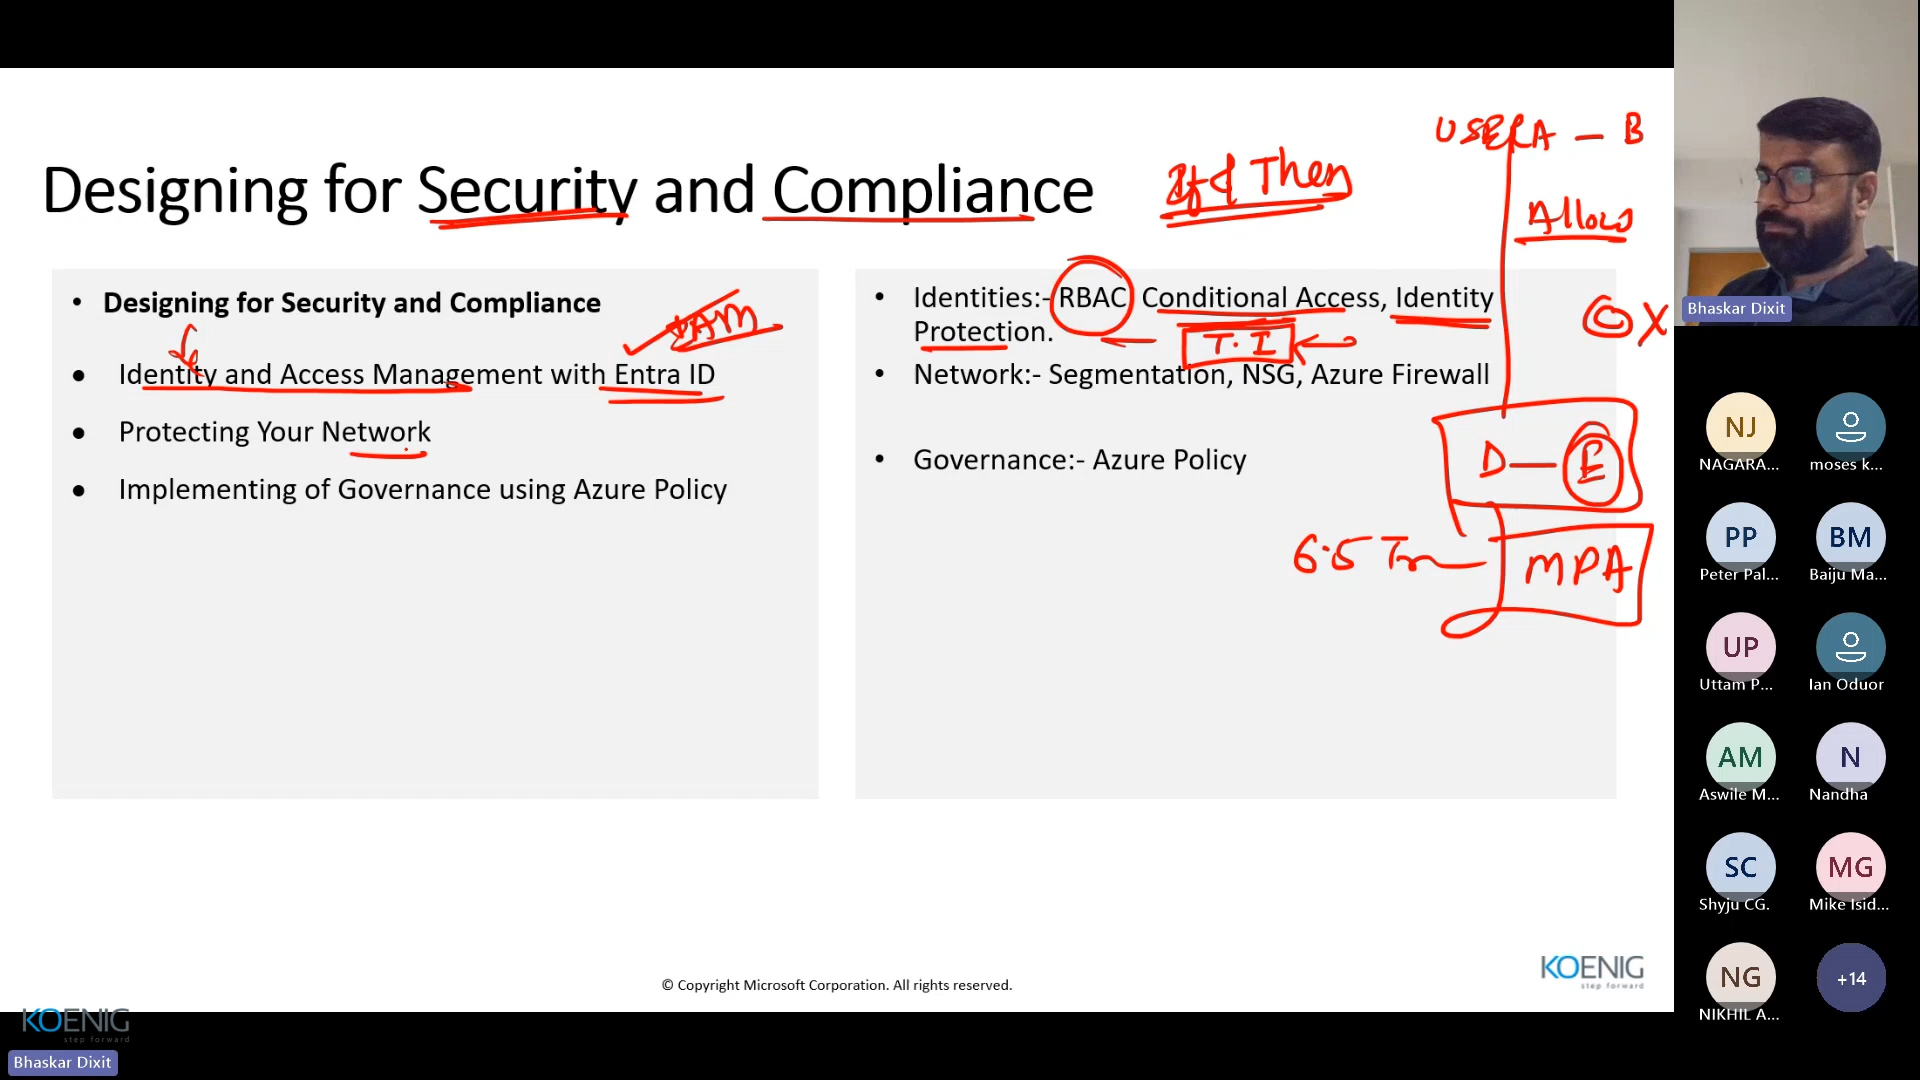 Designing for Security and Compliance
If & Then
USER A - B
Allow
• Designing for Security and Compliance
IAM
• Identity and Access Management with Entra ID
• Protecting Your Network
• Implementing of Governance using Azure Policy
• Identities:- RBAC Conditional Access, Identity
Protection.
T.I
• Network:- Segmentation, NSG, Azure Firewall
• Governance:- Azure Policy
D — E
6.5 Trn
MPA
© Copyright Microsoft Corporation. All rights reserved.
KOENIG
step forward
KOENIG
step forward
Bhaskar Dixit
Bhaskar Dixit
NJ
NAGARA...
moses k...
PP
Peter Pal...
BM
Baiju Ma...
UP
Uttam P...
Ian Oduor
AM
Aswile M...
N
Nandha
SC
Shyju CG.
MG
Mike Isid...
NG
NIKHIL A...
+14